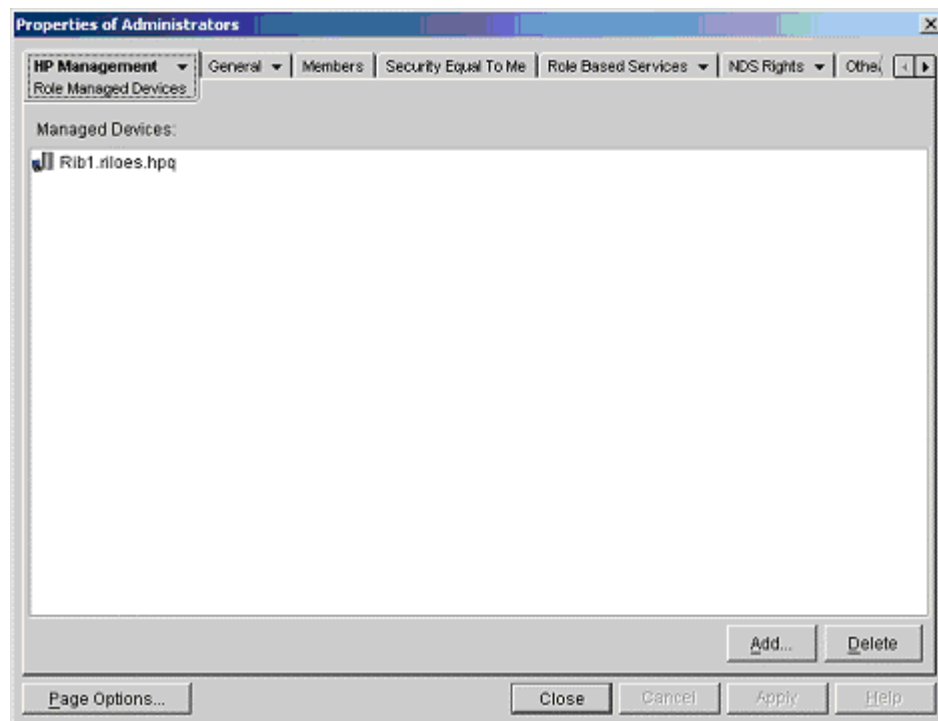 Properties of Administrators
HP Management
General
Members
Security Equal To Me
Role Based Services
NDS Rights
Othe
Role Managed Devices
Managed Devices:
Rib1.riloes.hpq
Add...
Delete
Page Options...
Close
Cancel
Apply
Help